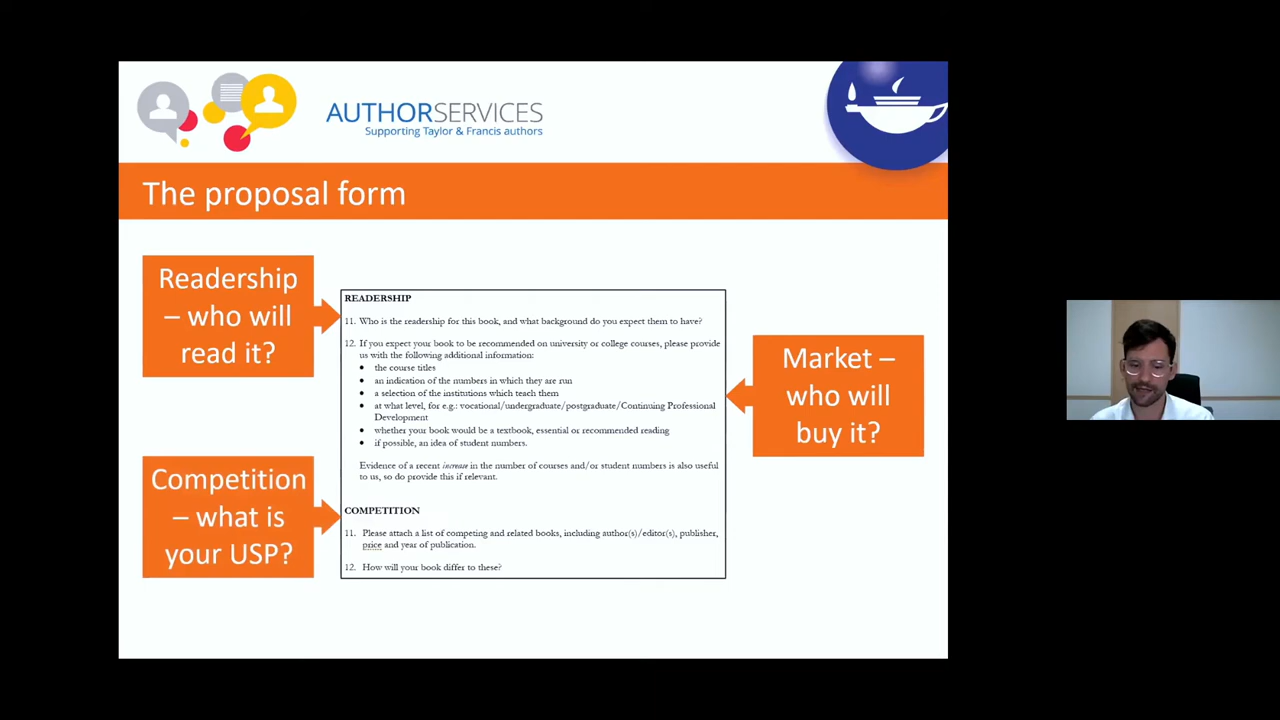 AUTHORSERVICES
Supporting Taylor & Francis authors
The proposal form
Readership
– who will
read it?
READERSHIP
11. Who is the readership for this book, and what background do you expect them to have?
12. If you expect your book to be recommended on university or college courses, please provide
us with the following additional information:
• the course titles
• an indication of the numbers in which they are run
• a selection of the institutions which teach them
• at what level, for e.g.: vocational/undergraduate/postgraduate/Continuing Professional
Development
• whether your book would be a textbook, essential or recommended reading
• if possible, an idea of student numbers.
Evidence of a recent increase in the number of courses and/or student numbers is also useful
to us, so do provide this if relevant.
Market –
who will
buy it?
Competition
– what is
your USP?
COMPETITION
11. Please attach a list of competing and related books, including author(s)/editor(s), publisher,
price and year of publication.
12. How will your book differ to these?